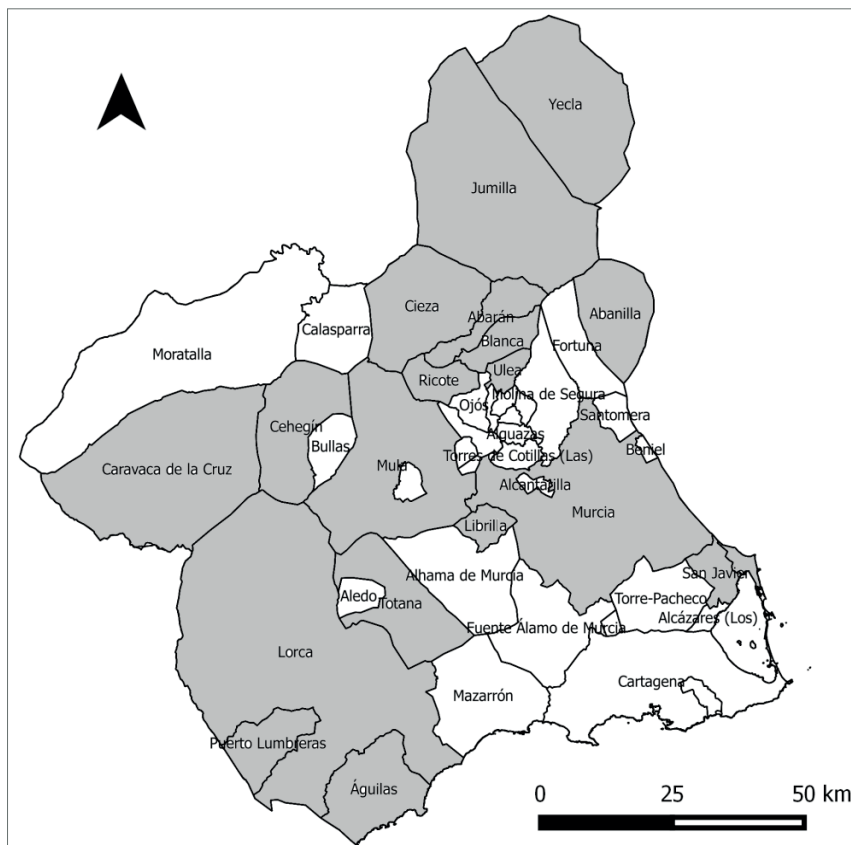 Yecla
Jumilla
Cieza
Abarán
Abanilla
Calasparra
Blanca
Fortuna
Moratalla
Ulea
Ricote
Molina de Segura
Ojós
Santomera
Cehegín
Bullas
Alguazas
Beniel
Torres de Cotillas (Las)
Caravaca de la Cruz
Mula
Alcantarilla
Murcia
Librilla
Alhama de Murcia
San Javier
Aledo
Totana
Torre-Pacheco
Alcázares (Los)
Fuente Álamo de Murcia
Lorca
Cartagena
Mazarrón
Puerto Lumbreras
Águilas
0 25 50 km